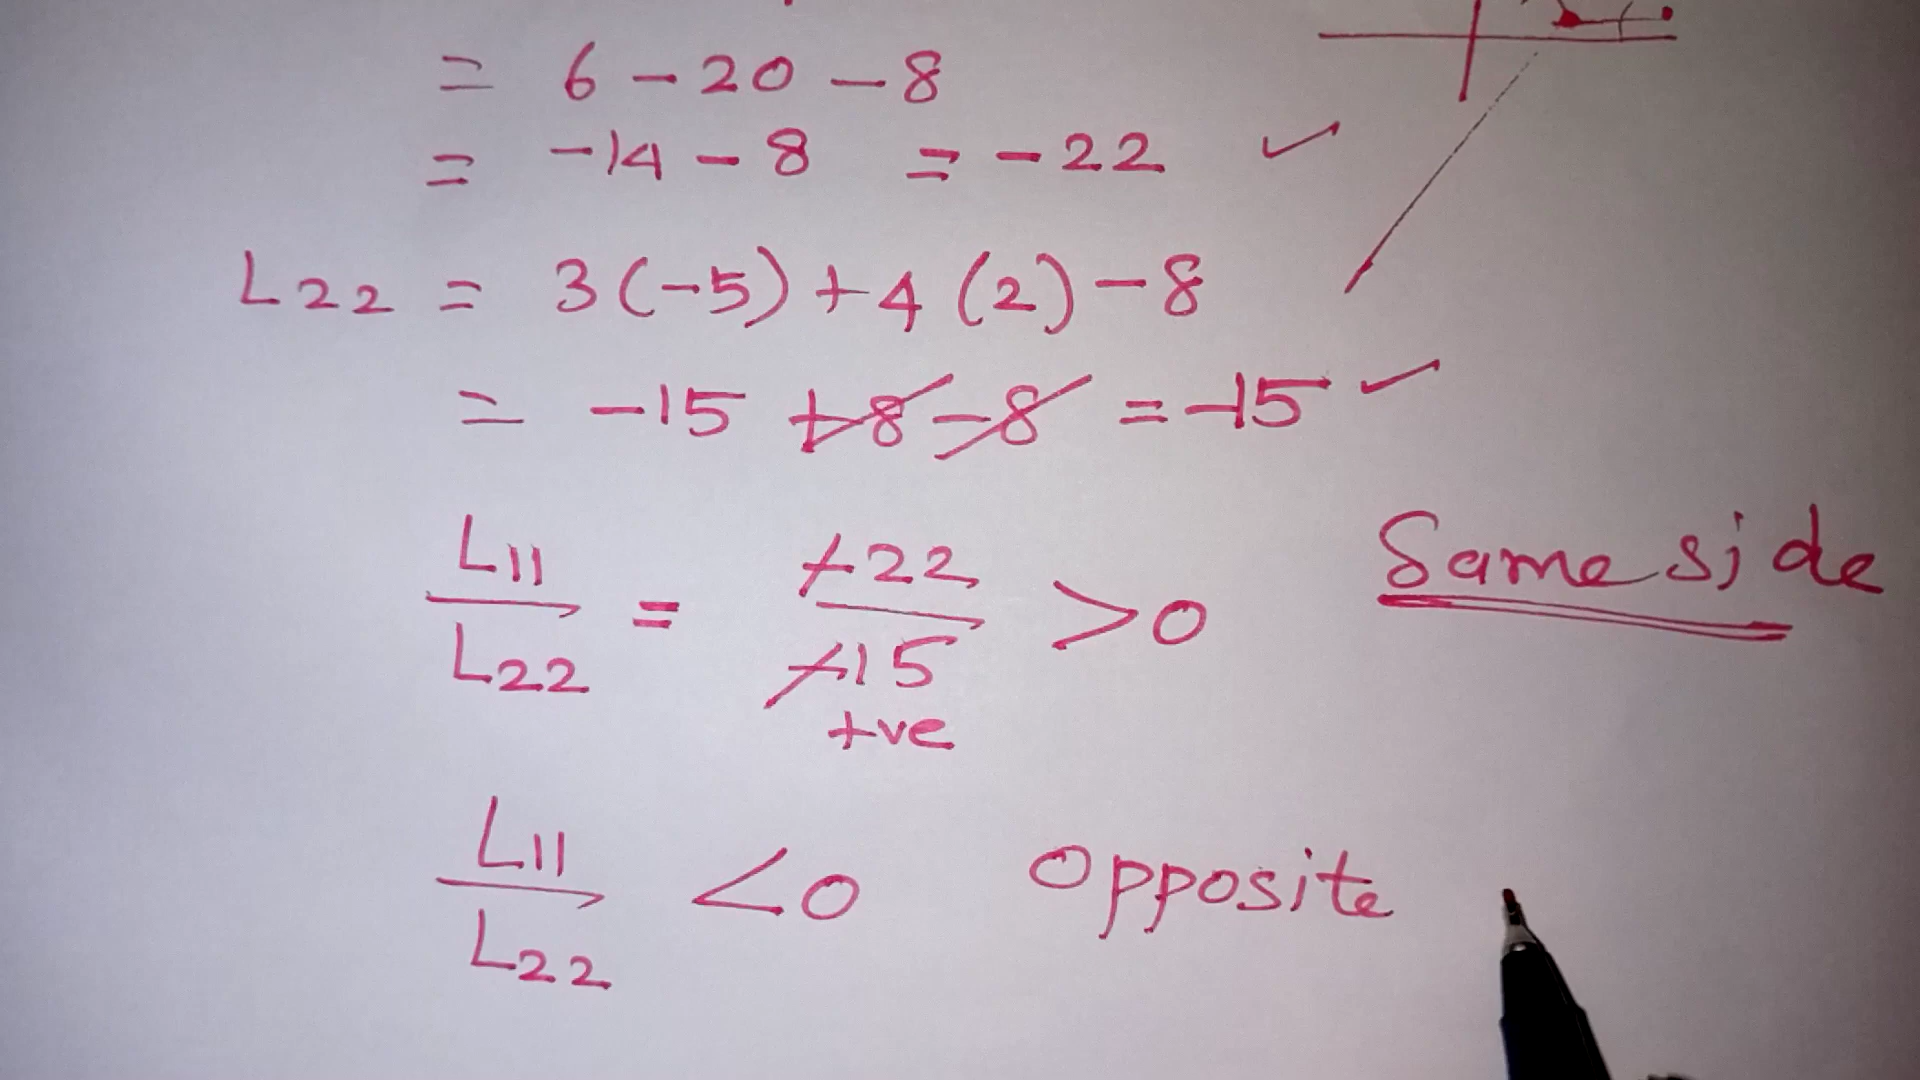 = 6 - 20 - 8
= -14 - 8 = -22 ✓
L22 = 3(-5) + 4(2) - 8
= -15 +8 -8 = -15 ✓
L11/L22 = -22/-15 > 0 Same side
+ve
L11/L22 < 0 opposite